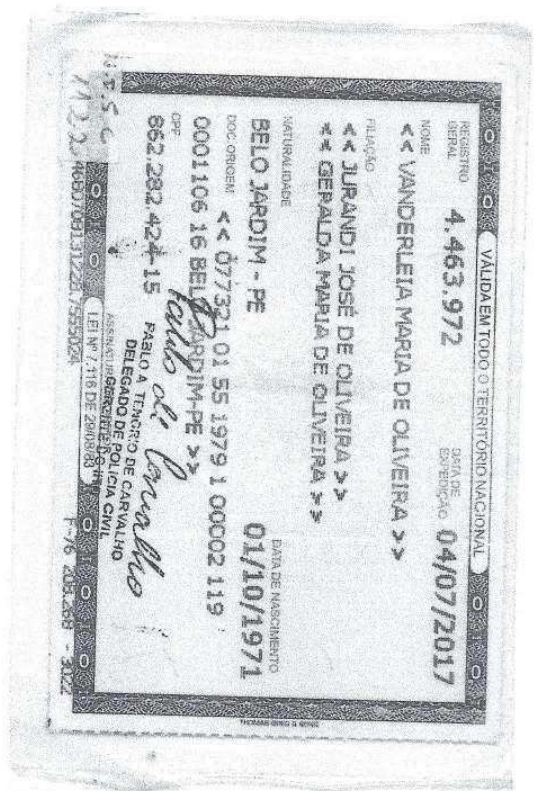 VÁLIDA EM TODO O TERRITÓRIO NACIONAL
REGISTRO GERAL 4.463.972 DATA DE EXPEDIÇÃO 04/07/2017
NOME
<< VANDERLEIA MARIA DE OLIVEIRA >>
FILIAÇÃO
<< JURANDI JOSÉ DE OLIVEIRA >>
<< GERALDA MARIA DE OLIVEIRA >>
NATURALIDADE DATA DE NASCIMENTO
BELO JARDIM - PE 01/10/1971
DOC ORIGEM << 077321 01 55 1979 1 00002 119
0001106 16 BELO JARDIM-PE >>
CPF
862.282.424-15
PABLO A. TENÓRIO DE CARVALHO
DELEGADO DE POLICIA CIVIL
LEI Nº 7.116 DE 29/08/83